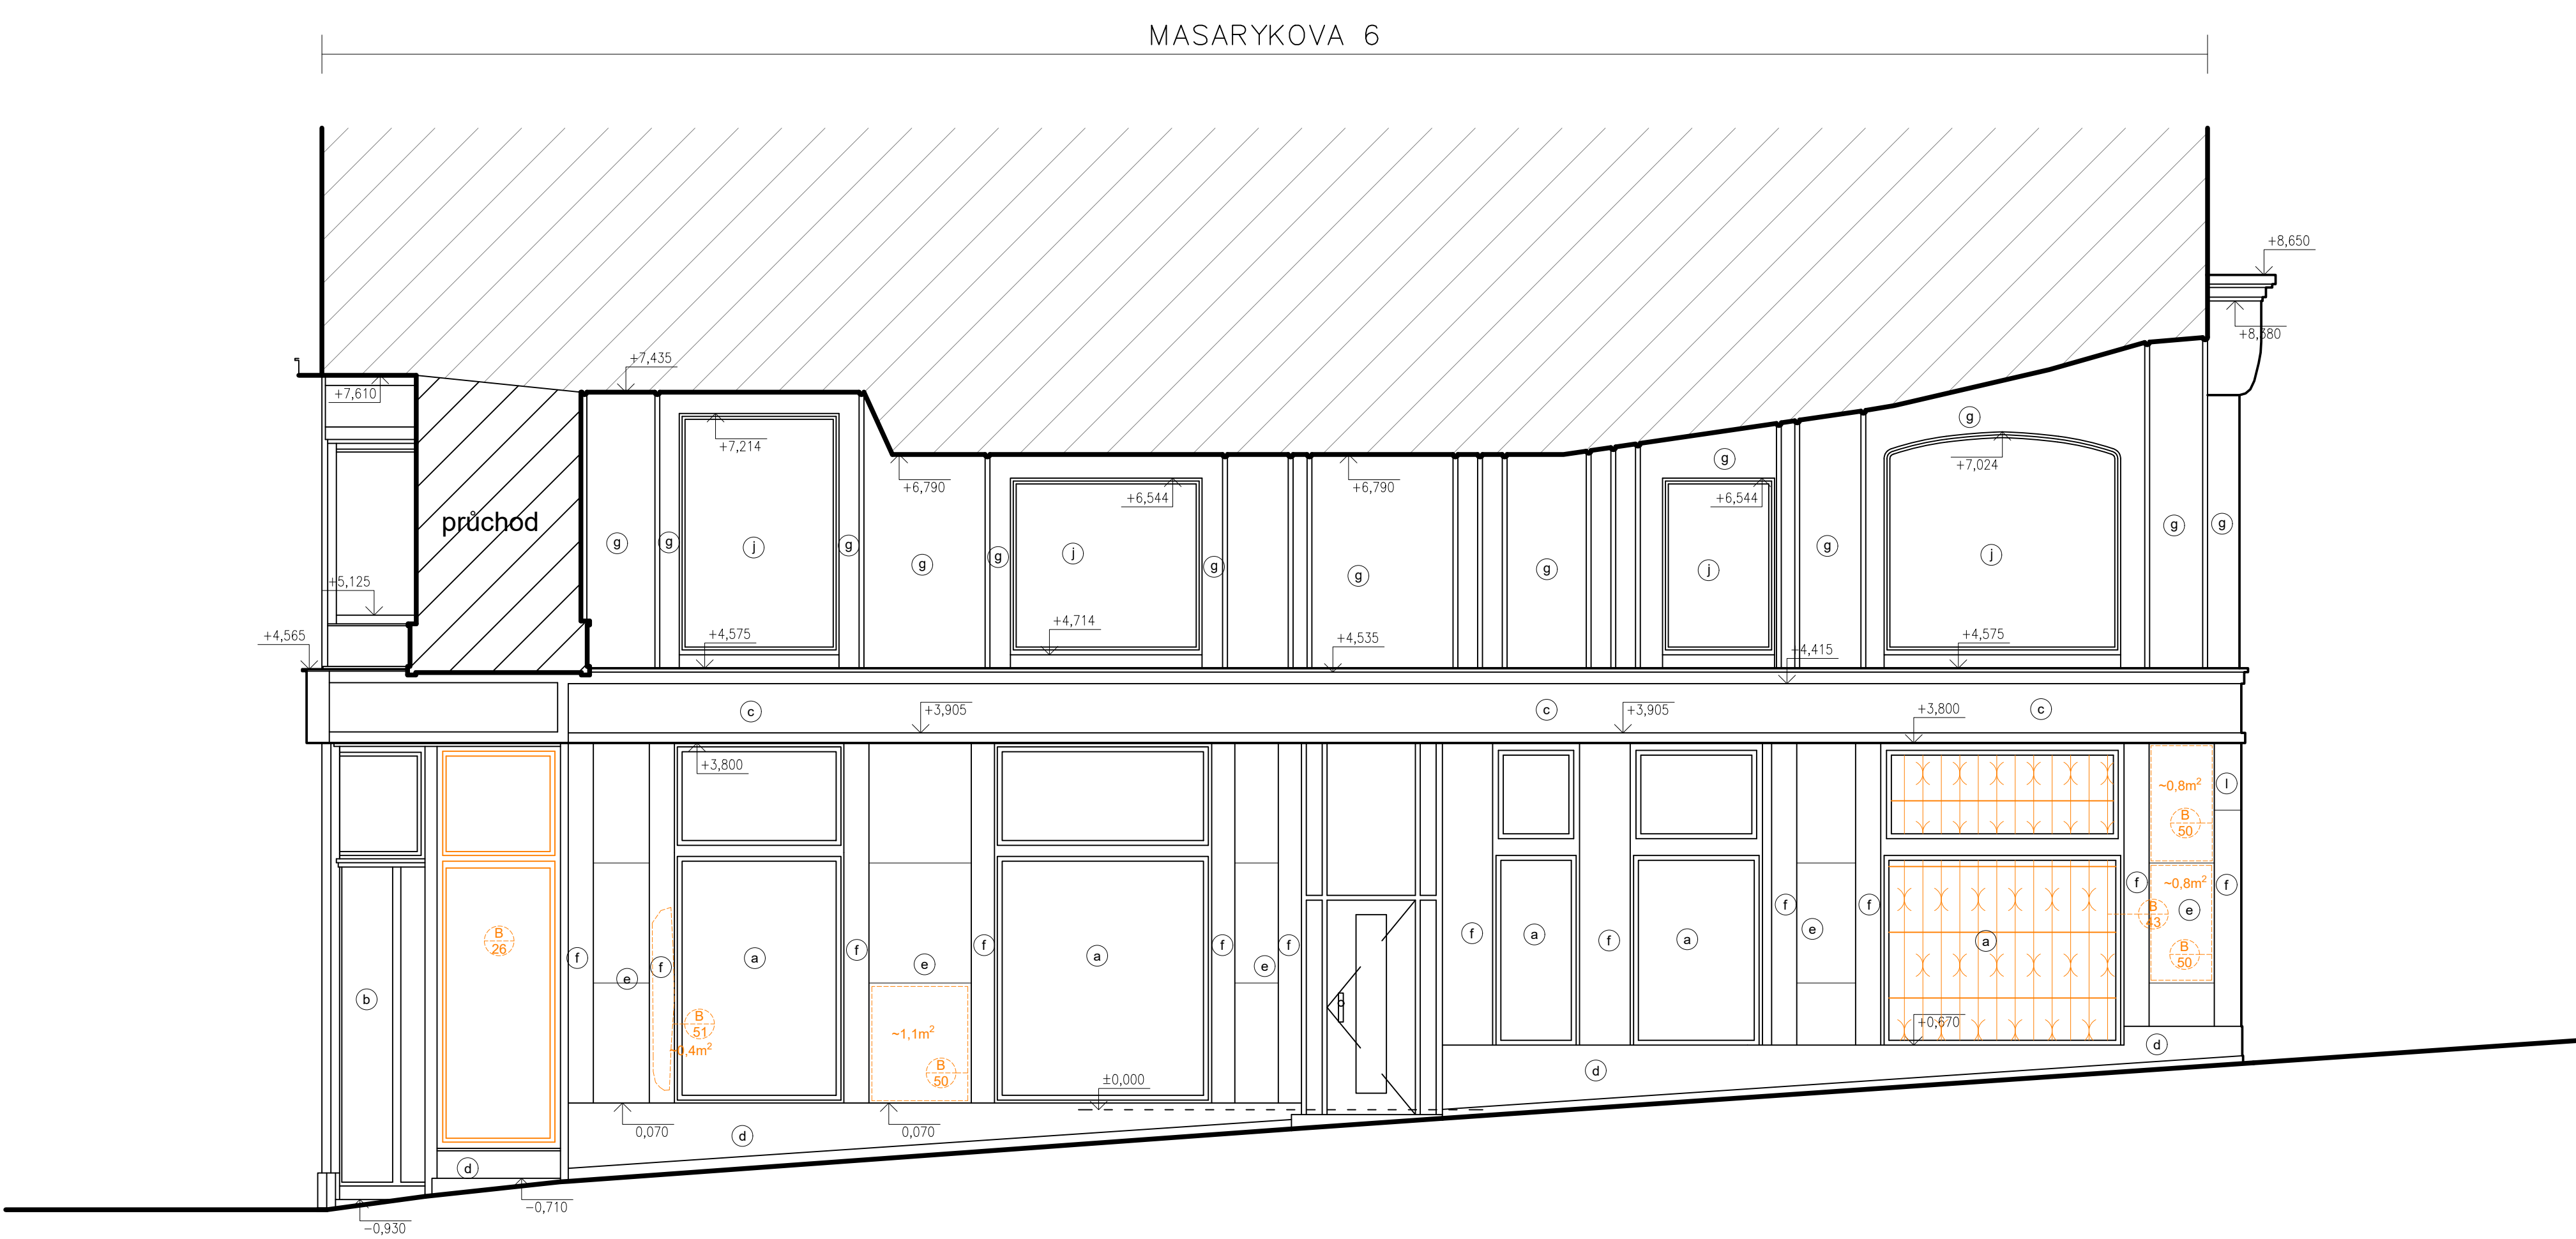 MASARYKOVA 6
+8,650
+8,380
+7,435
+7,610
+7,214
g
+7,024
g
+6,790
+6,544
+6,790
+6,544
průchod
g
g
j
g
g
g
j
g
g
g
j
g
j
g
g
+5,125
+4,565
+4,575
+4,714
+4,535
+4,415
+4,575
c
+3,905
c
+3,905
+3,800
c
+3,800
~0,8m²
l
B
50
~0,8m²
f
f
e
B
43
B
50
B
26
b
d
f
e
f
a
B
51
~0,4m²
f
e
~1,1m²
B
50
f
a
f
e
f
f
a
f
a
f
e
f
a
+0,670
d
d
±0,000
0,070
0,070
d
-0,710
-0,930